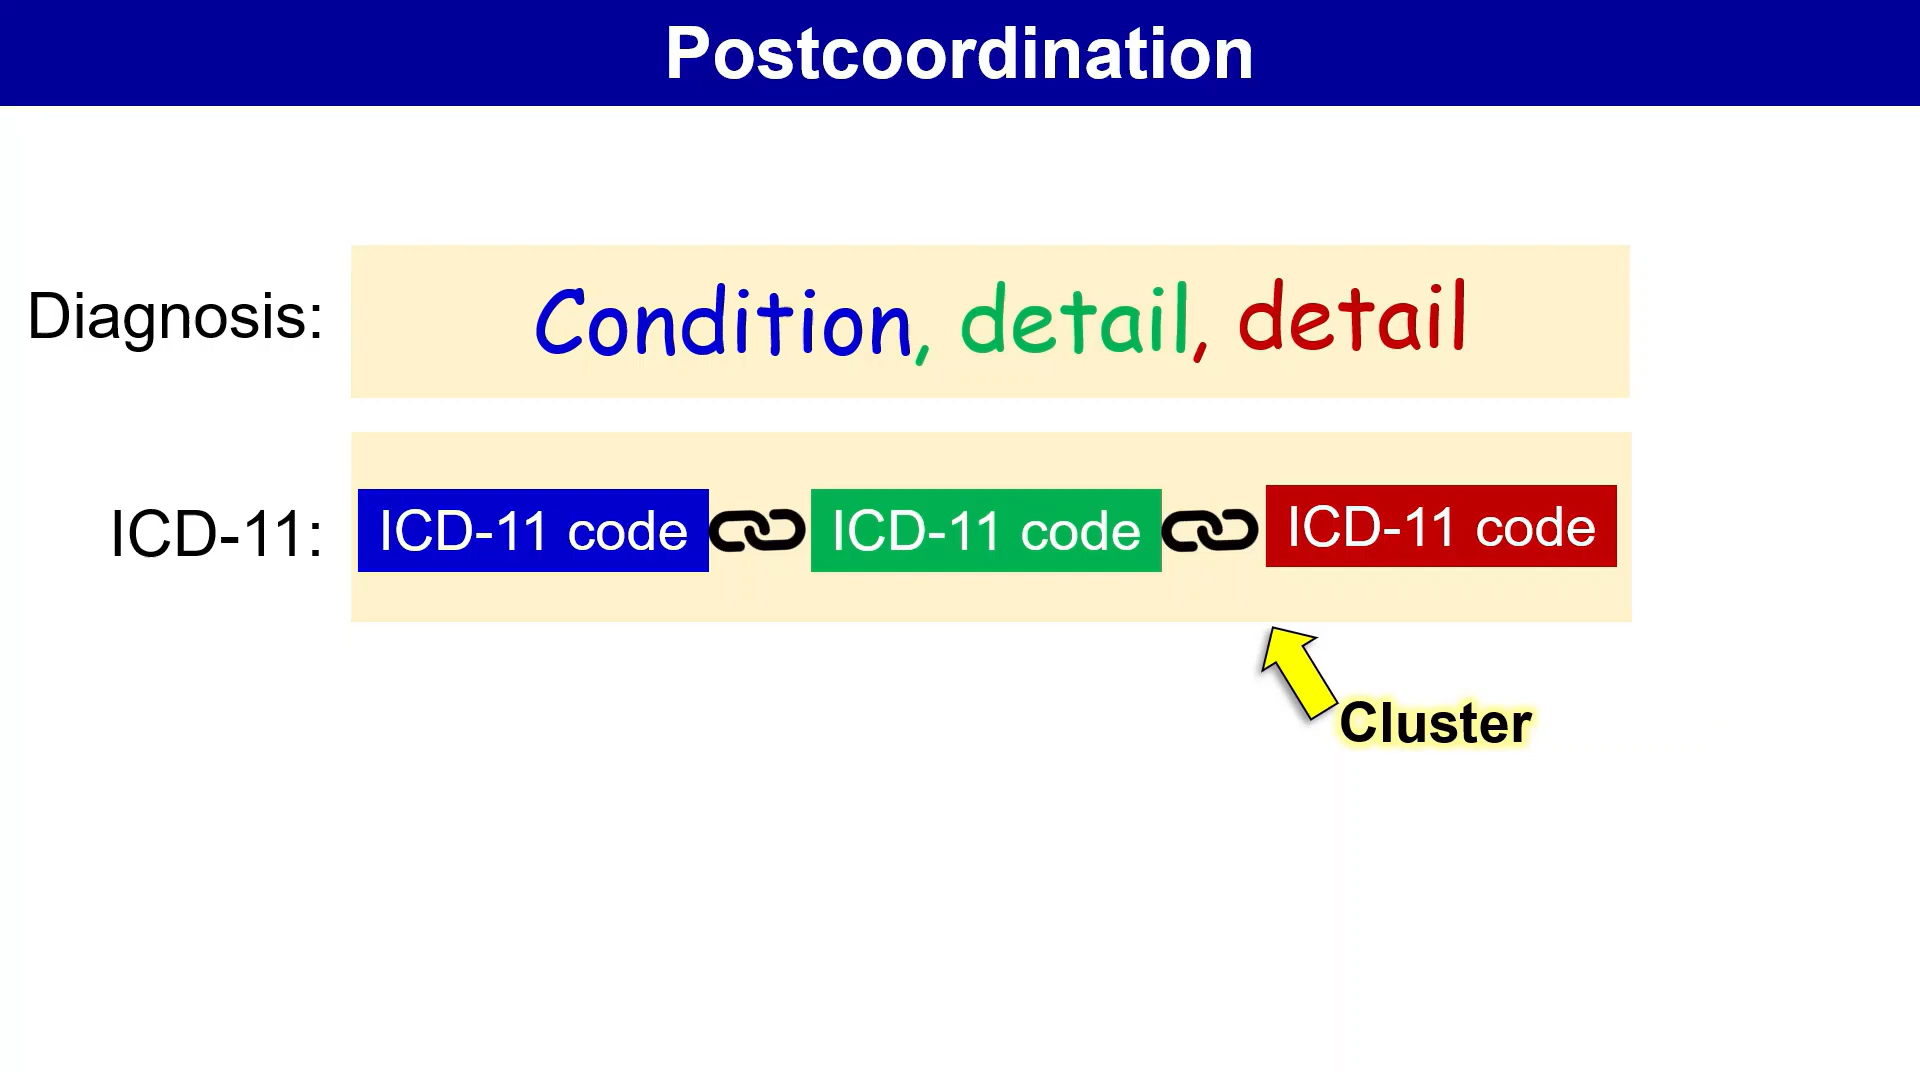 Postcoordination
Diagnosis: Condition, detail, detail
ICD-11: ICD-11 code ICD-11 code ICD-11 code
Cluster